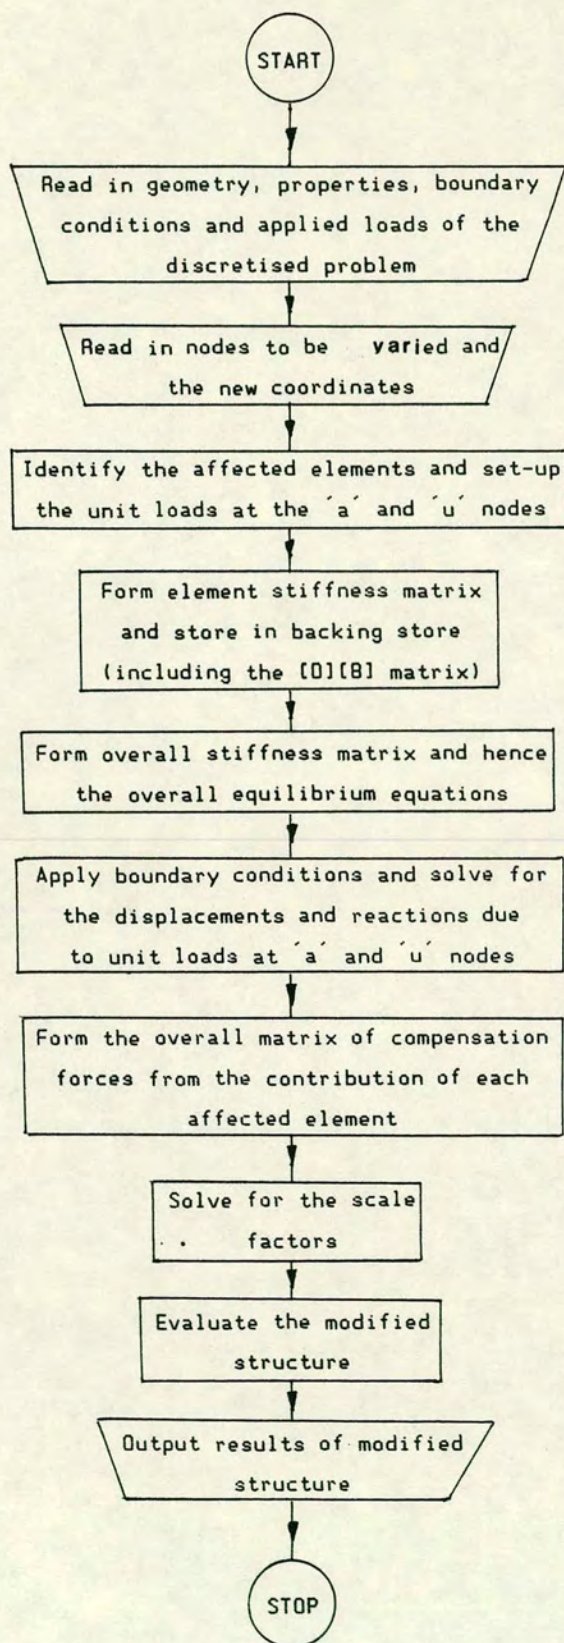 START
Read in geometry, properties, boundary
conditions and applied loads of the
discretised problem
Read in nodes to be varied and
the new coordinates
Identify the affected elements and set-up
the unit loads at the ´a´ and ´u´ nodes
Form element stiffness matrix
and store in backing store
(including the [D][B] matrix)
Form overall stiffness matrix and hence
the overall equilibrium equations
Apply boundary conditions and solve for
the displacements and reactions due
to unit loads at ´a´ and ´u´ nodes
Form the overall matrix of compensation
forces from the contribution of each
affected element
Solve for the scale
factors
Evaluate the modified
structure
Output results of modified
structure
STOP